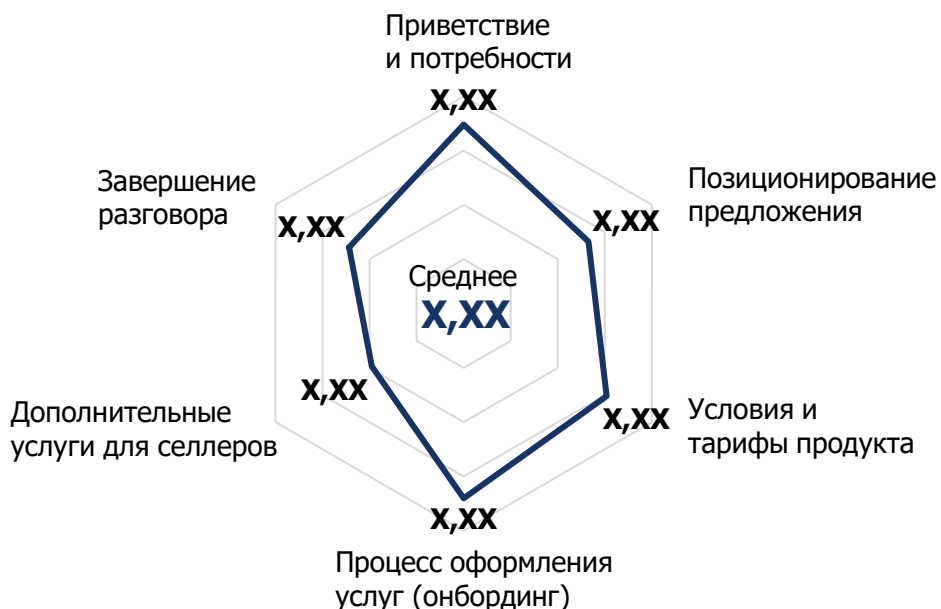 Приветствие
и потребности
X,XX
Позиционирование
предложения
X,XX
Завершение
разговора
X,XX
Среднее
X,XX
X,XX
Дополнительные
услуги для селлеров
X,XX
Условия и
тарифы продукта
X,XX
Процесс оформления
услуг (онбординг)